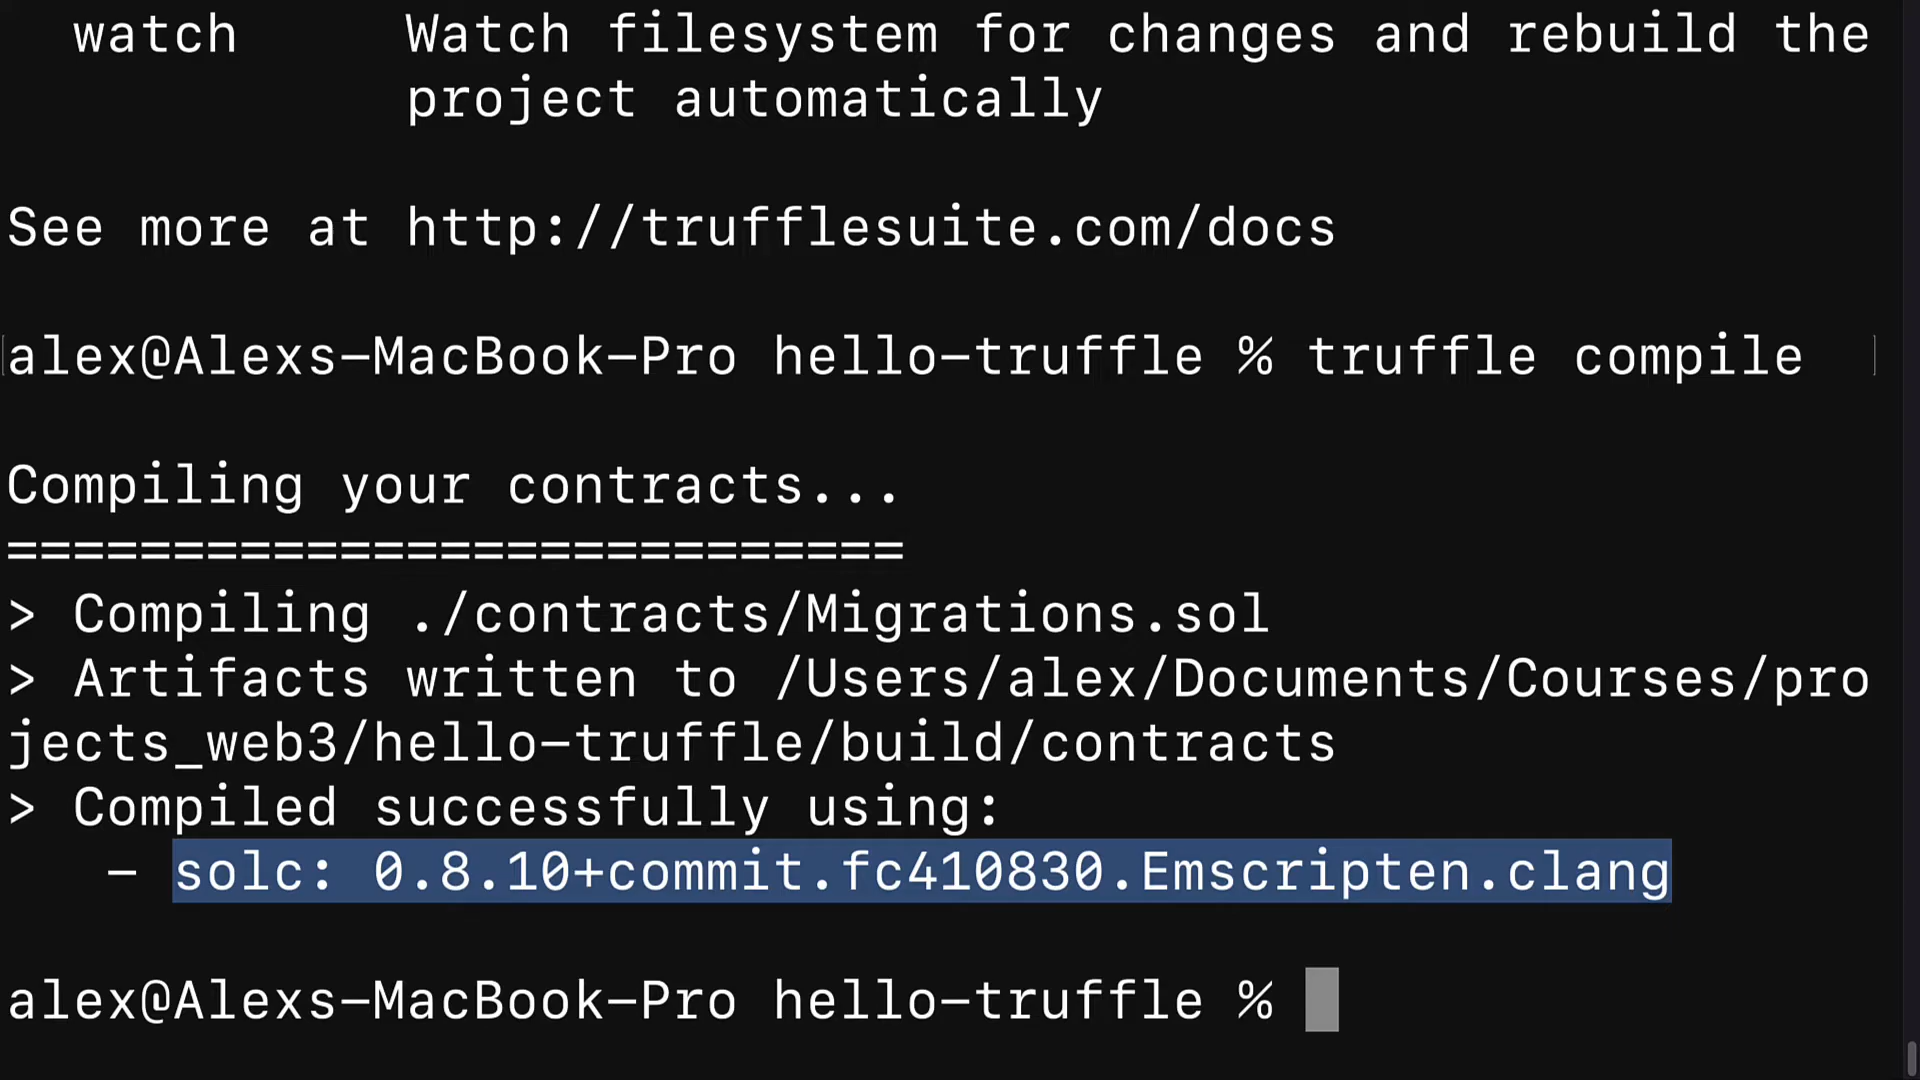 watch Watch filesystem for changes and rebuild the
project automatically
See more at http://trufflesuite.com/docs
alex@Alexs-MacBook-Pro hello-truffle % truffle compile
Compiling your contracts...
===========================
> Compiling ./contracts/Migrations.sol
> Artifacts written to /Users/alex/Documents/Courses/pro
jects_web3/hello-truffle/build/contracts
> Compiled successfully using:
- solc: 0.8.10+commit.fc410830.Emscripten.clang
alex@Alexs-MacBook-Pro hello-truffle %